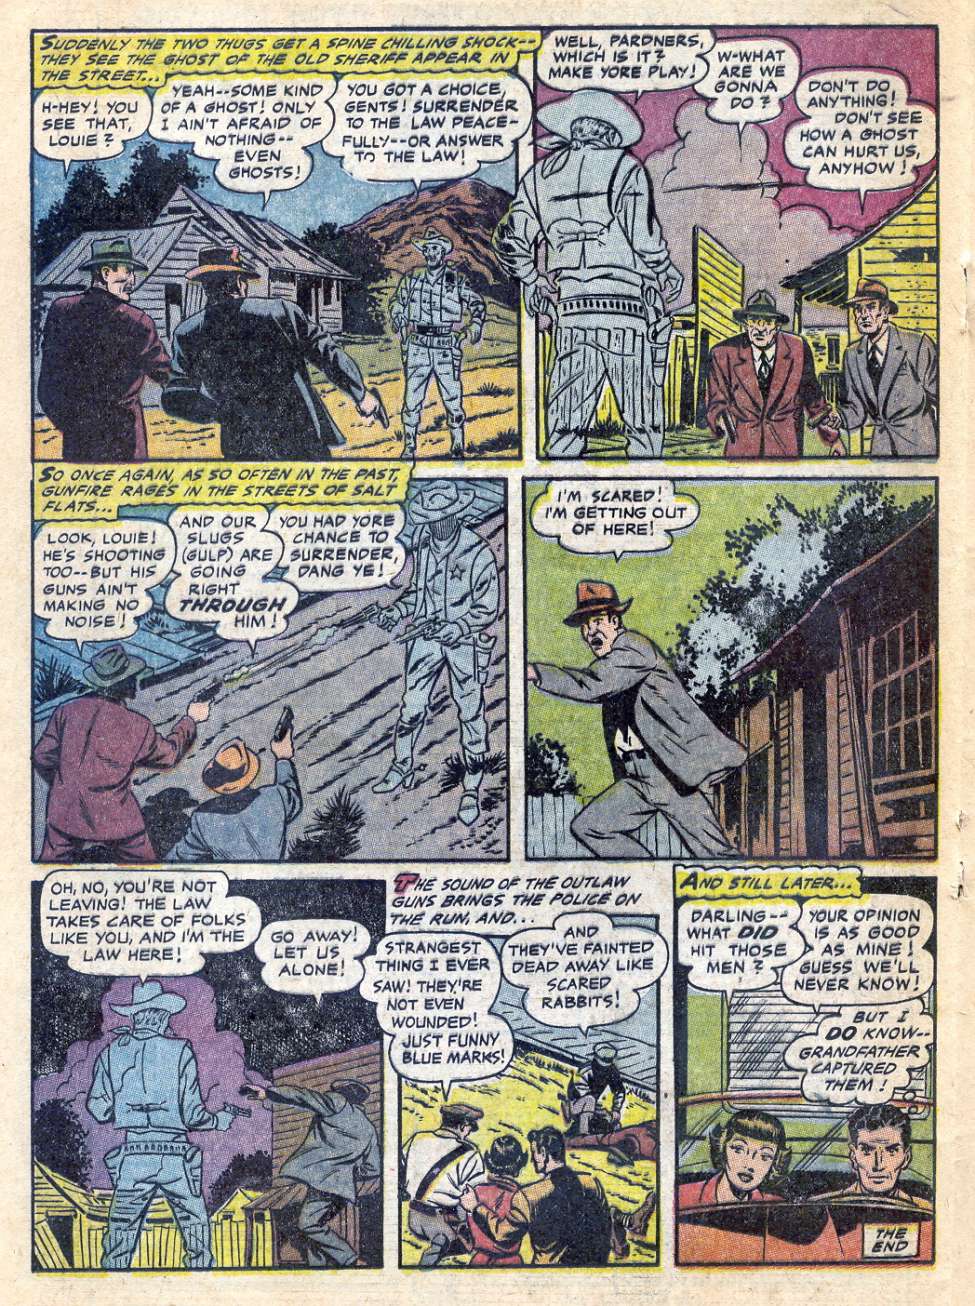 SUDDENLY THE TWO THUGS GET A SPINE CHILLING SHOCK--
THEY SEE THE GHOST OF THE OLD SHERIFF APPEAR IN
THE STREET...
H-HEY! YOU
SEE THAT,
LOUIE?
YEAH--SOME KIND
OF A GHOST! ONLY
I AIN'T AFRAID OF
NOTHING--
EVEN
GHOSTS!
YOU GOT A CHOICE,
GENTS! SURRENDER
TO THE LAW PEACE-
FULLY--OR ANSWER
TO THE LAW!
WELL, PARDNERS,
WHICH IS IT?
MAKE YORE PLAY!
W-WHAT
ARE WE
GONNA
DO?
DON'T DO
ANYTHING!
DON'T SEE
HOW A GHOST
CAN HURT US,
ANYHOW!
SO ONCE AGAIN, AS SO OFTEN IN THE PAST,
GUNFIRE RAGES IN THE STREETS OF SALT
FLATS...
LOOK, LOUIE!
HE'S SHOOTING
TOO--BUT HIS
GUNS AIN'T
MAKING NO
NOISE!
AND OUR
SLUGS
(GULP) ARE
GOING
RIGHT
THROUGH
HIM!
YOU HAD YORE
CHANCE TO
SURRENDER,
DANG YE!
I'M SCARED!
I'M GETTING OUT
OF HERE!
OH, NO, YOU'RE NOT
LEAVING! THE LAW
TAKES CARE OF FOLKS
LIKE YOU, AND I'M THE
LAW HERE!
GO AWAY!
LET US
ALONE!
THE SOUND OF THE OUTLAW
GUNS BRINGS THE POLICE ON
THE RUN, AND...
STRANGEST
THING I EVER
SAW! THEY'RE
NOT EVEN
WOUNDED!
JUST FUNNY
BLUE MARKS!
AND
THEY'VE FAINTED
DEAD AWAY LIKE
SCARED
RABBITS!
AND STILL LATER...
DARLING--
WHAT DID
HIT THOSE
MEN?
YOUR OPINION
IS AS GOOD
AS MINE!
GUESS WE'LL
NEVER KNOW!
BUT I
DO KNOW--
GRANDFATHER
CAPTURED
THEM!
THE
END